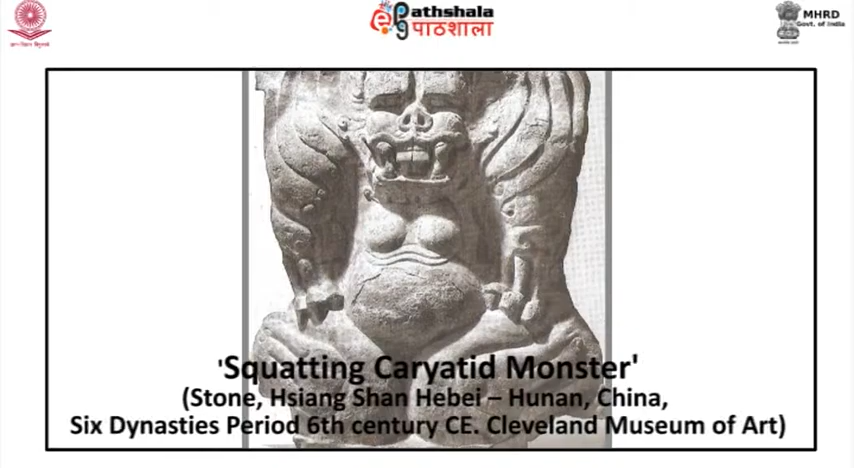 epathshala
पाठशाला
MHRD
Govt. of India
'Squatting Caryatid Monster'
(Stone, Hsiang Shan Hebei – Hunan, China,
Six Dynasties Period 6th century CE. Cleveland Museum of Art)